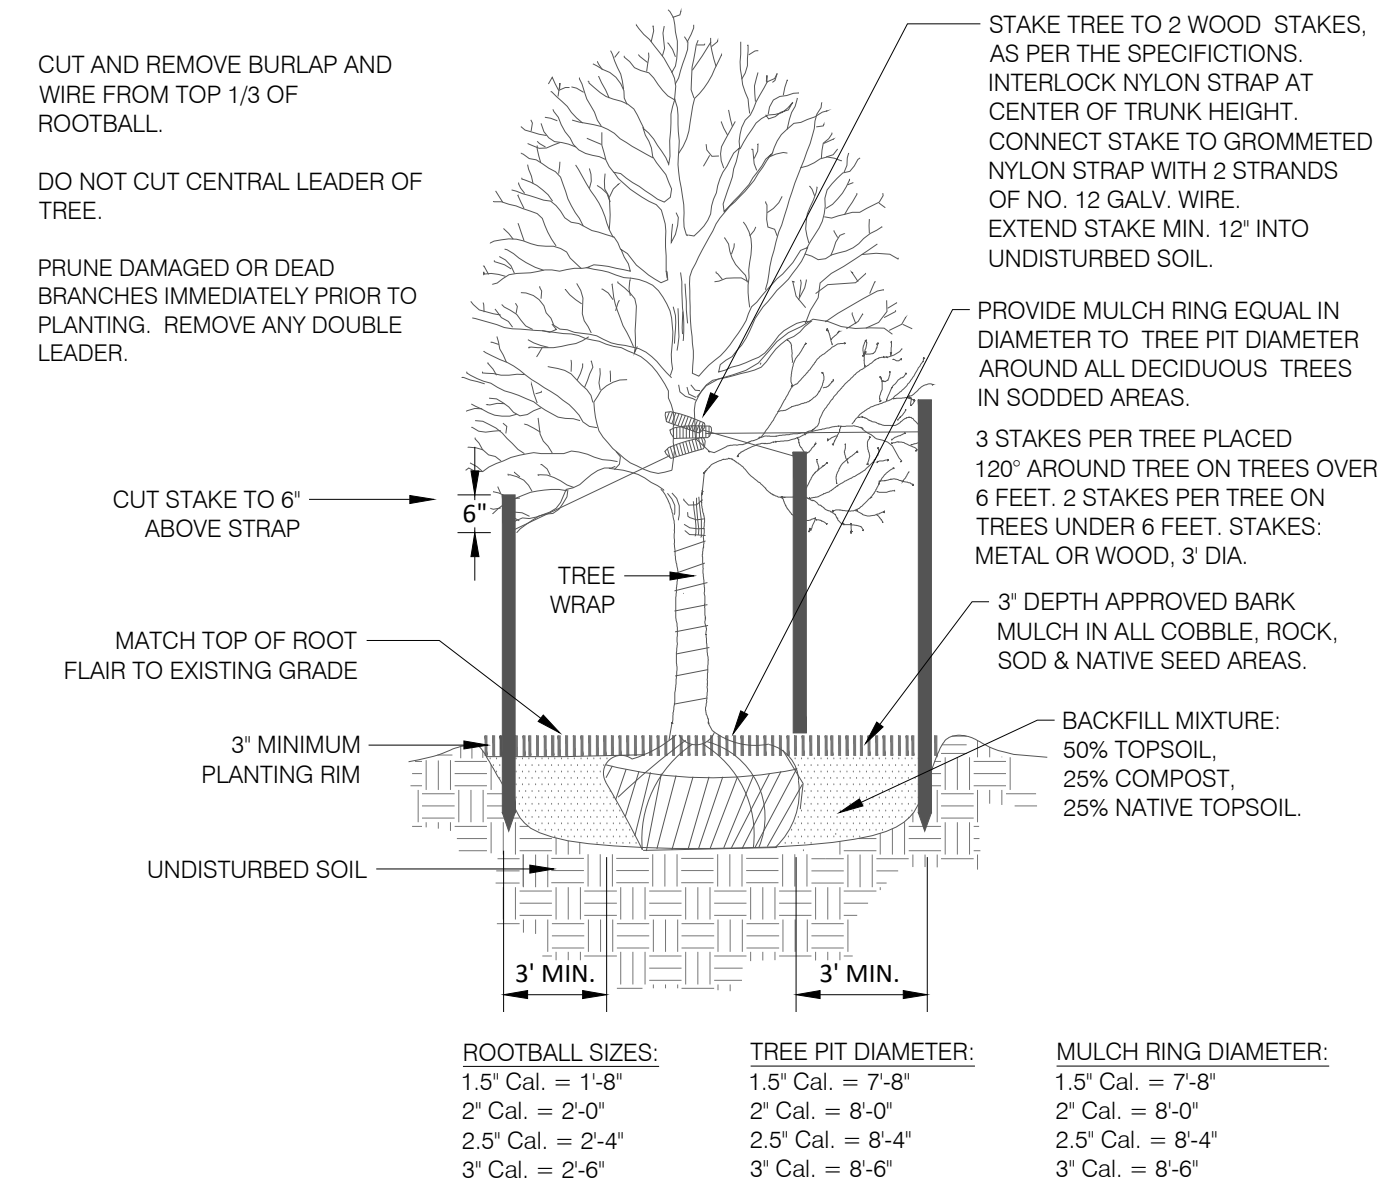 CUT AND REMOVE BURLAP AND
WIRE FROM TOP 1/3 OF
ROOTBALL.
DO NOT CUT CENTRAL LEADER OF
TREE.
PRUNE DAMAGED OR DEAD
BRANCHES IMMEDIATELY PRIOR TO
PLANTING. REMOVE ANY DOUBLE
LEADER.
STAKE TREE TO 2 WOOD STAKES,
AS PER THE SPECIFICTIONS.
INTERLOCK NYLON STRAP AT
CENTER OF TRUNK HEIGHT.
CONNECT STAKE TO GROMMETED
NYLON STRAP WITH 2 STRANDS
OF NO. 12 GALV. WIRE.
EXTEND STAKE MIN. 12" INTO
UNDISTURBED SOIL.
PROVIDE MULCH RING EQUAL IN
DIAMETER TO TREE PIT DIAMETER
AROUND ALL DECIDUOUS TREES
IN SODDED AREAS.
3 STAKES PER TREE PLACED
120° AROUND TREE ON TREES OVER
6 FEET. 2 STAKES PER TREE ON
TREES UNDER 6 FEET. STAKES:
METAL OR WOOD, 3' DIA.
CUT STAKE TO 6"
ABOVE STRAP
6"
TREE
WRAP
3" DEPTH APPROVED BARK
MULCH IN ALL COBBLE, ROCK,
SOD & NATIVE SEED AREAS.
MATCH TOP OF ROOT
FLAIR TO EXISTING GRADE
3" MINIMUM
PLANTING RIM
BACKFILL MIXTURE:
50% TOPSOIL,
25% COMPOST,
25% NATIVE TOPSOIL.
UNDISTURBED SOIL
3' MIN.
3' MIN.
ROOTBALL SIZES:
1.5" Cal. = 1'-8"
2" Cal. = 2'-0"
2.5" Cal. = 2'-4"
3" Cal. = 2'-6"
TREE PIT DIAMETER:
1.5" Cal. = 7'-8"
2" Cal. = 8'-0"
2.5" Cal. = 8'-4"
3" Cal. = 8'-6"
MULCH RING DIAMETER:
1.5" Cal. = 7'-8"
2" Cal. = 8'-0"
2.5" Cal. = 8'-4"
3" Cal. = 8'-6"